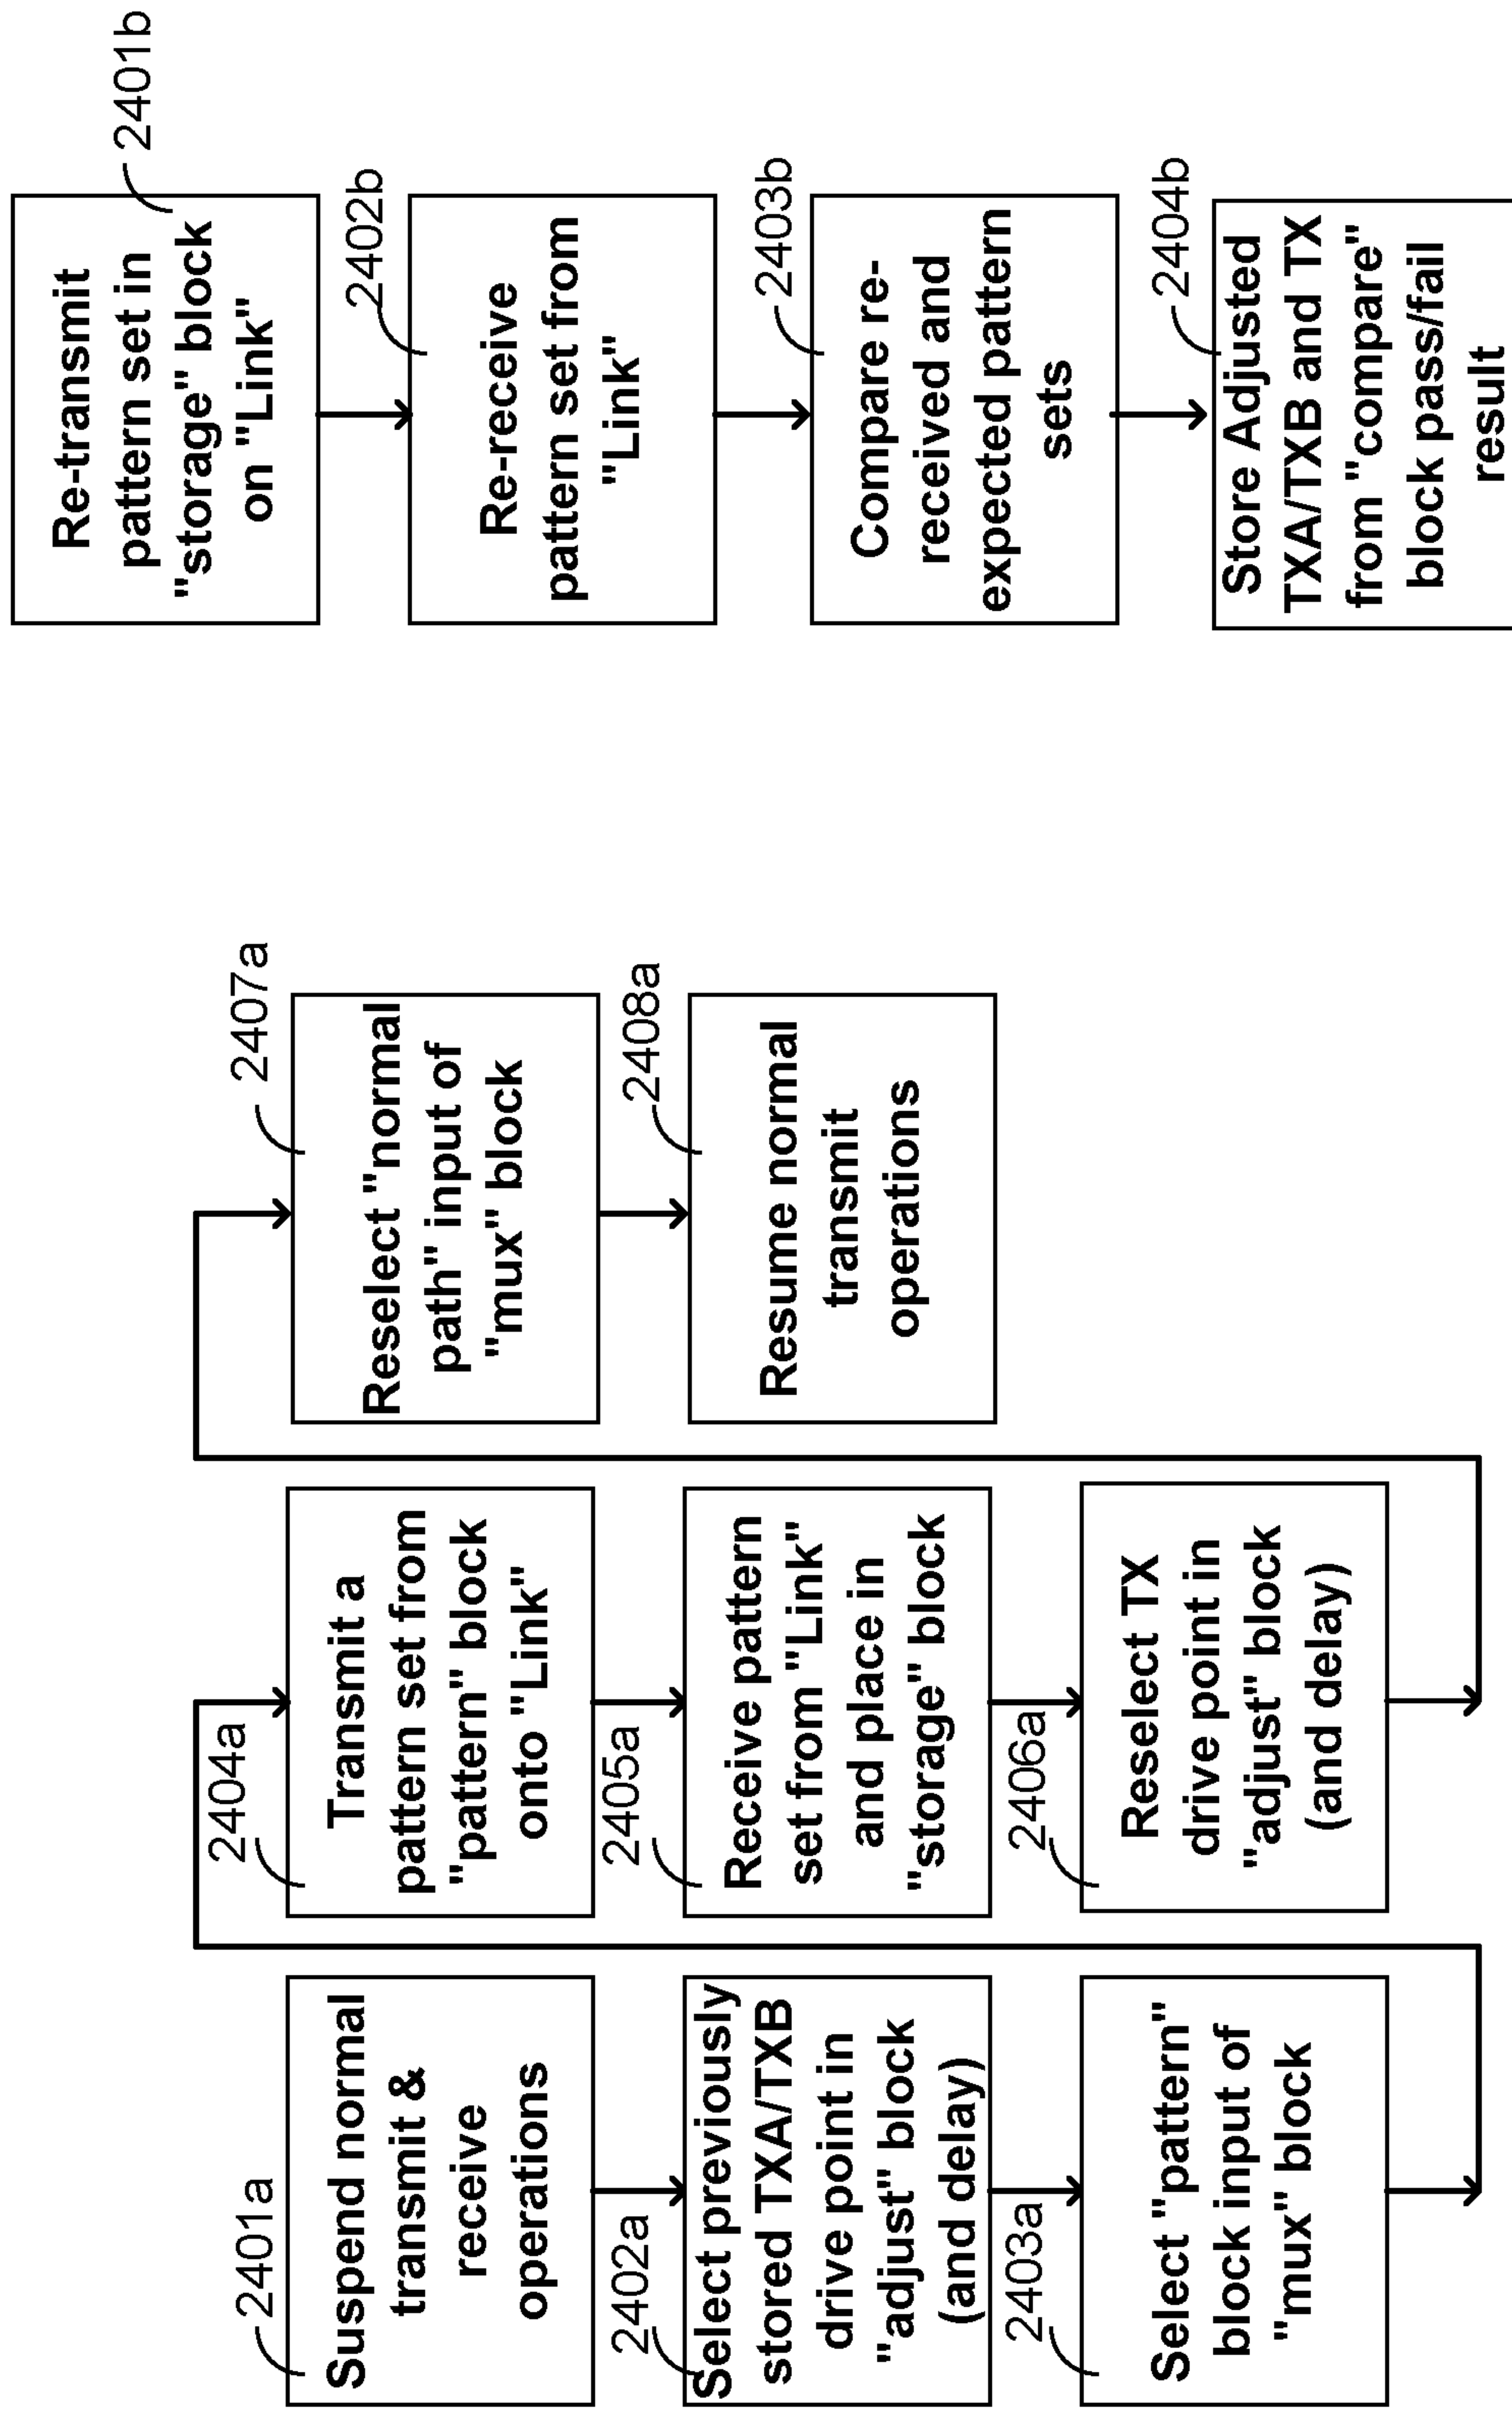 2401a
Suspend normal
transmit &
receive
operations
2402a
Select previously
stored TXA/TXB
drive point in
"adjust" block
(and delay)
2403a
Select "pattern"
block input of
"mux" block
2404a
Transmit a
pattern set from
"pattern" block
onto "Link"
2405a
Receive pattern
set from "Link"
and place in
"storage" block
2406a
Reselect TX
drive point in
"adjust" block
(and delay)
2407a
Reselect "normal
path" input of
"mux" block
2408a
Resume normal
transmit
operations
2401b
Re-transmit
pattern set in
"storage" block
on "Link"
2402b
Re-receive
pattern set from
"Link"
2403b
Compare re-
received and
expected pattern
sets
2404b
Store Adjusted
TXA/TXB and TX
from "compare"
block pass/fail
result